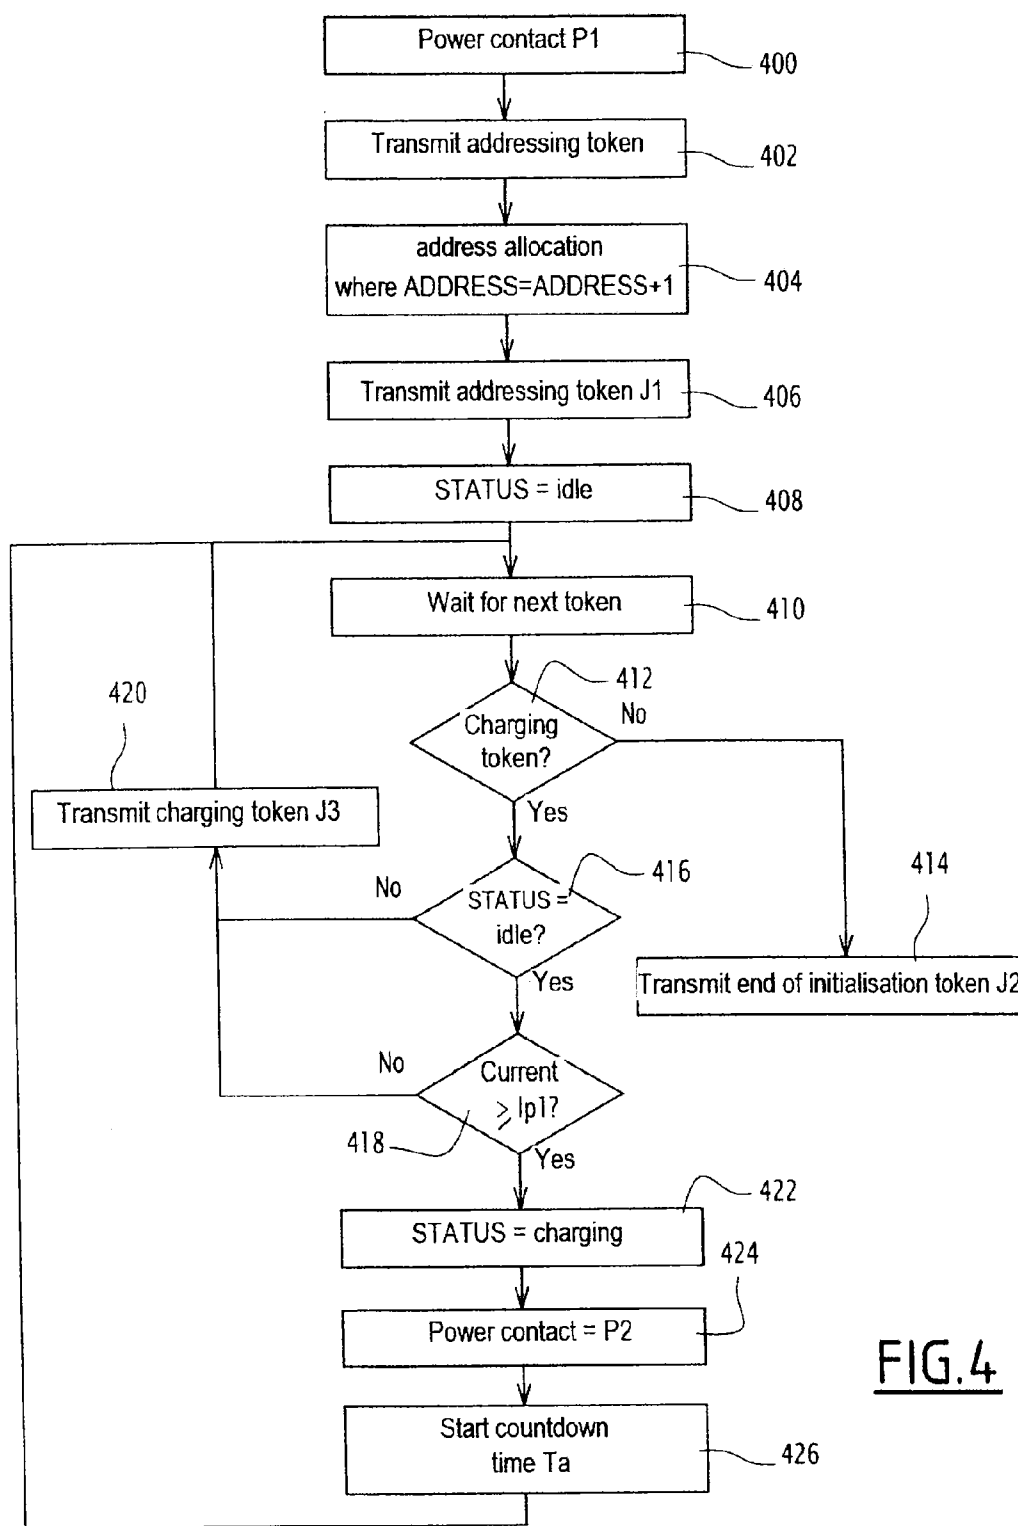 Power contact P1
400
Transmit addressing token
402
address allocation
where ADDRESS=ADDRESS+1
404
Transmit addressing token J1
406
STATUS = idle
408
Wait for next token
410
412
Charging
token?
No
Yes
420
Transmit charging token J3
416
No
STATUS =
idle?
Yes
414
Transmit end of initialisation token J2
No
Current
≥ Ip1?
418
Yes
422
STATUS = charging
424
Power contact = P2
FIG.4
Start countdown
time Ta
426